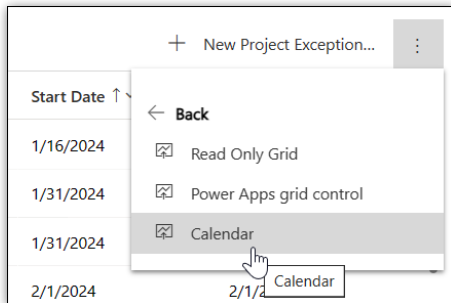 + New Project Exception...
Start Date ↑
← Back
1/16/2024
Read Only Grid
1/31/2024
Power Apps grid control
1/31/2024
Calendar
Calendar
2/1/2024
2/1/2